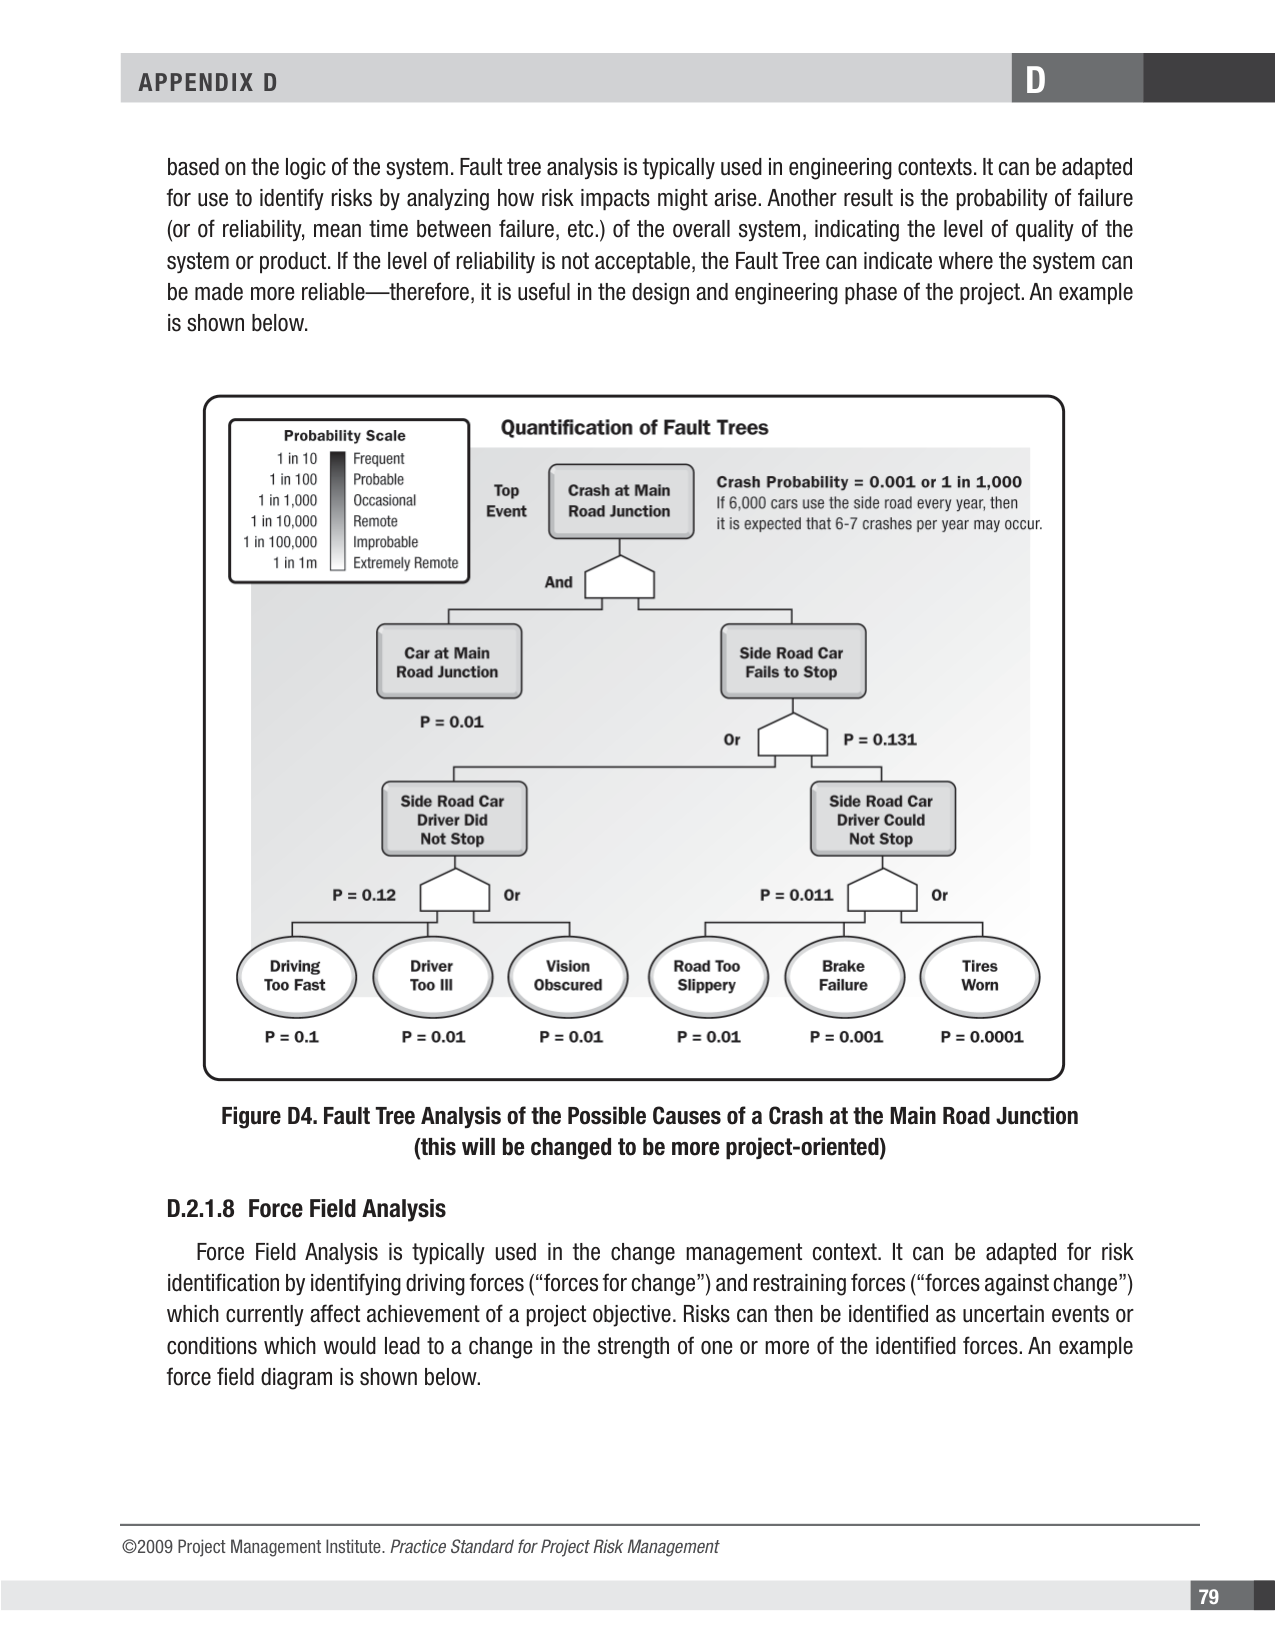 APPENDIX D
D
based on the logic of the system. Fault tree analysis is typically used in engineering contexts. It can be adapted
for use to identify risks by analyzing how risk impacts might arise. Another result is the probability of failure
(or of reliability, mean time between failure, etc.) of the overall system, indicating the level of quality of the
system or product. If the level of reliability is not acceptable, the Fault Tree can indicate where the system can
be made more reliable—therefore, it is useful in the design and engineering phase of the project. An example
is shown below.
Quantification of Fault Trees
Probability Scale
1 in 10 Frequent
1 in 100 Probable
1 in 1,000 Occasional
1 in 10,000 Remote
1 in 100,000 Improbable
1 in 1m Extremely Remote
Top
Event
Crash at Main
Road Junction
Crash Probability = 0.001 or 1 in 1,000
If 6,000 cars use the side road every year, then
it is expected that 6-7 crashes per year may occur.
And
Car at Main
Road Junction
Side Road Car
Fails to Stop
P = 0.01
Or
P = 0.131
Side Road Car
Driver Did
Not Stop
Side Road Car
Driver Could
Not Stop
P = 0.12
Or
P = 0.011
Or
Driving
Too Fast
Driver
Too Ill
Vision
Obscured
Road Too
Slippery
Brake
Failure
Tires
Worn
P = 0.1
P = 0.01
P = 0.01
P = 0.01
P = 0.001
P = 0.0001
Figure D4. Fault Tree Analysis of the Possible Causes of a Crash at the Main Road Junction
(this will be changed to be more project-oriented)
D.2.1.8 Force Field Analysis
Force Field Analysis is typically used in the change management context. It can be adapted for risk
identification by identifying driving forces (“forces for change”) and restraining forces (“forces against change”)
which currently affect achievement of a project objective. Risks can then be identified as uncertain events or
conditions which would lead to a change in the strength of one or more of the identified forces. An example
force field diagram is shown below.
©2009 Project Management Institute. Practice Standard for Project Risk Management
79